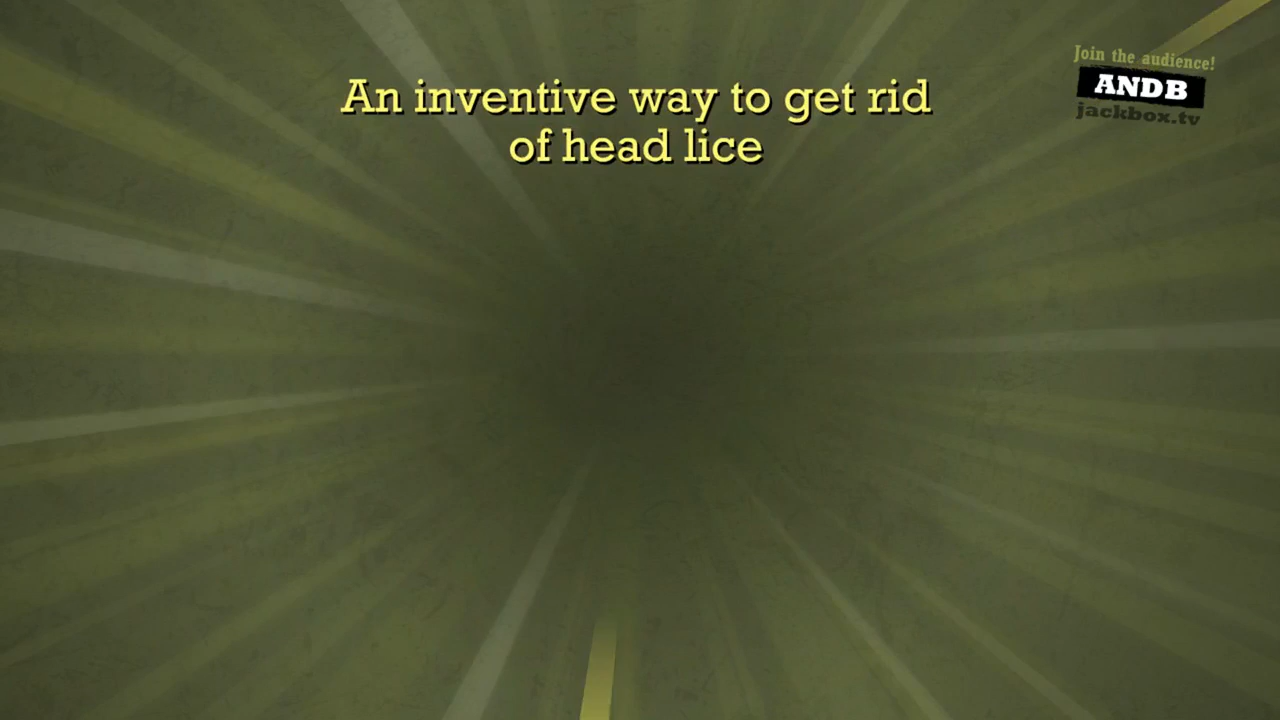 An inventive way to get rid
of head lice
Join the audience!
ANDB
jackbox.tv